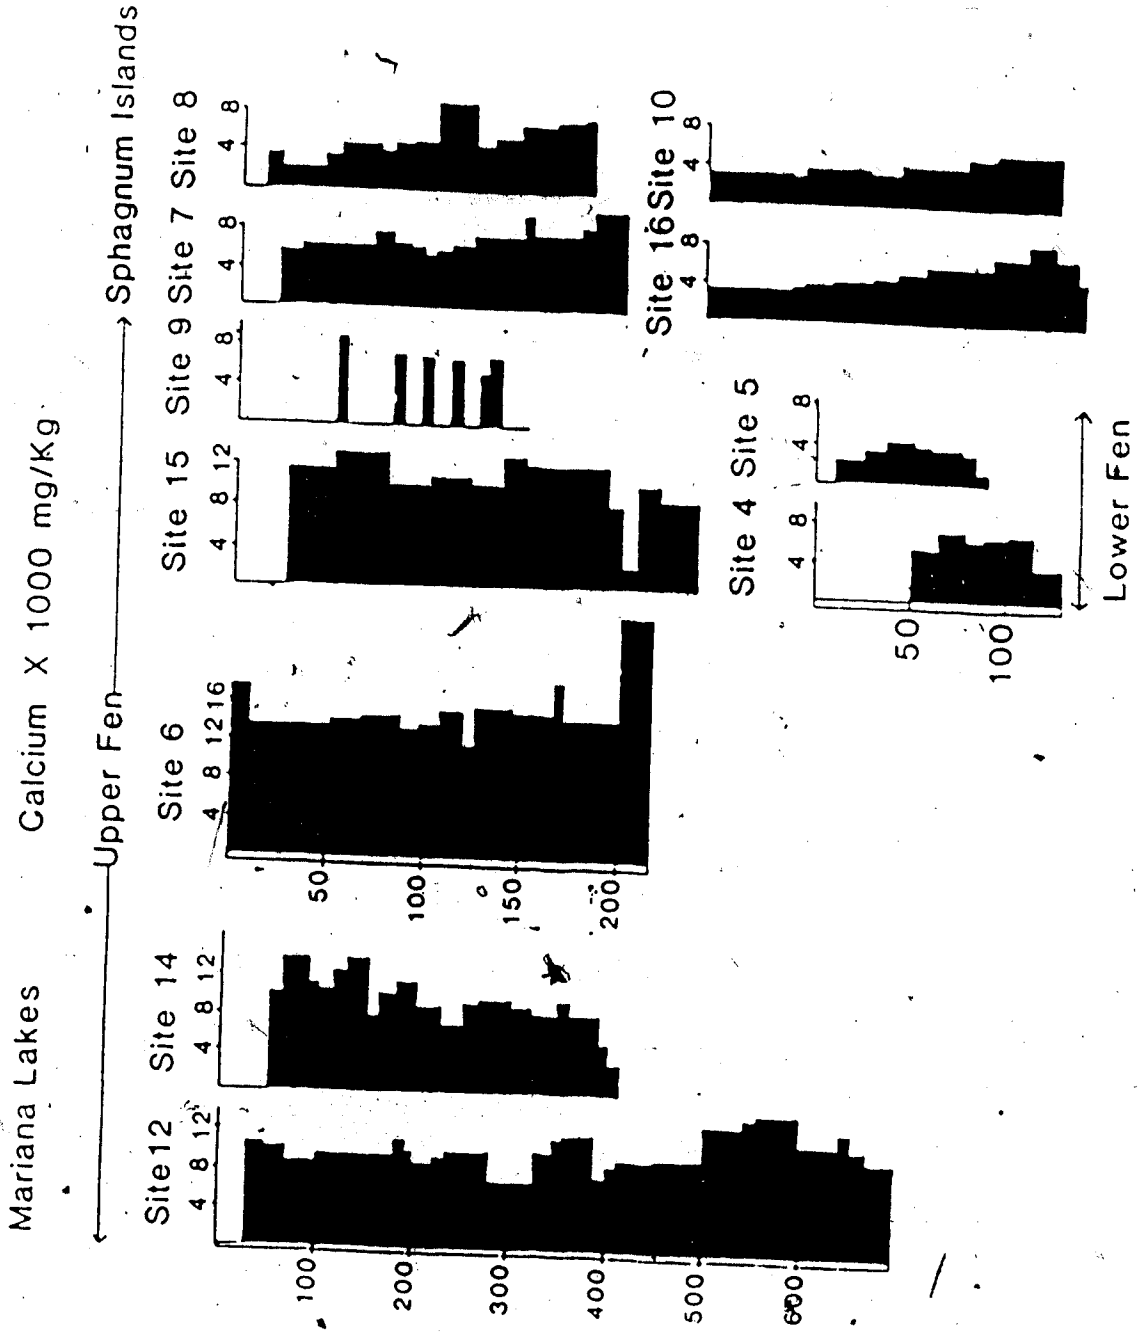 Mariana Lakes Calcium X 1000 mg/Kg
Upper Fen Sphagnum Islands
Site 12 Site 14 Site 6 Site 15 Site 9 Site 7 Site 8
4 8 12 4 8 12 4 8 12 16 4 8 12 4 8 4 8 4 8
100
200
300
400
500
600
50
100
150
200
Site 4 Site 5 Site 16 Site 10
4 8 4 8 4 8 4 8
50
100
Lower Fen